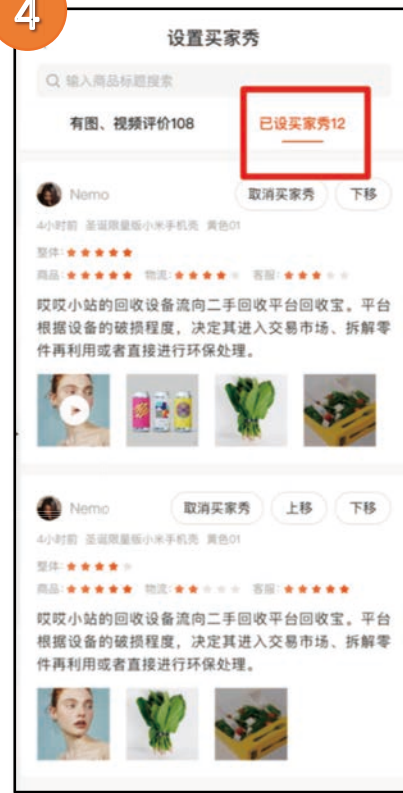 4
设置买家秀
输入商品标题搜索
有图、视频评价108 已设买家秀12
Nemo 取消买家秀 下移
4小时前 圣诞限量版小米手机壳 黄色01
整体:★★★★★
商品:★★★★★ 物流:★★★★★ 客服:★★★★★
哎哎小站的回收设备流向二手回收平台回收宝。平台
根据设备的破损程度，决定其进入交易市场、拆解零
件再利用或者直接进行环保处理。
Nemo 取消买家秀 上移 下移
4小时前 圣诞限量版小米手机壳 黄色01
整体:★★★★★
商品:★★★★★ 物流:★★★★★ 客服:★★★★★
哎哎小站的回收设备流向二手回收平台回收宝。平台
根据设备的破损程度，决定其进入交易市场、拆解零
件再利用或者直接进行环保处理。